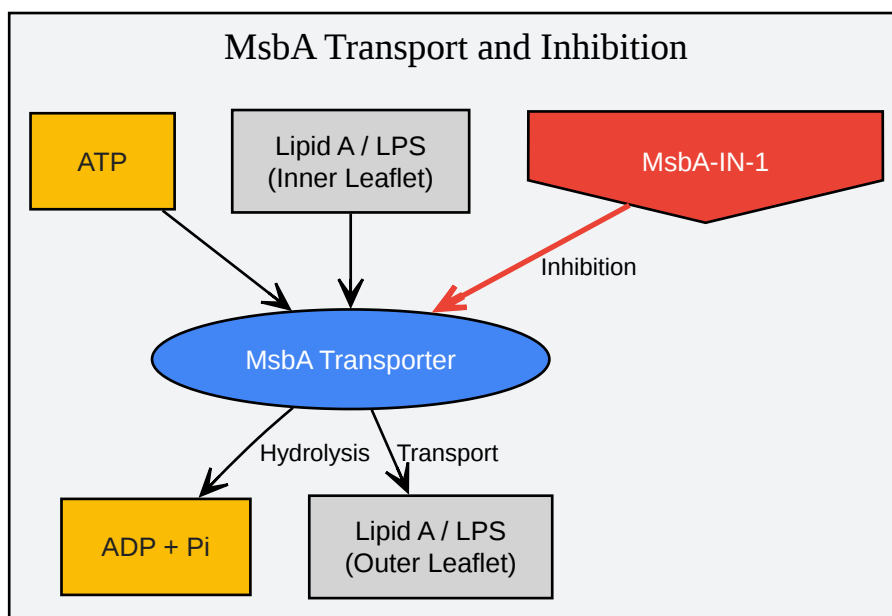 MsbA Transport and Inhibition
ATP
Lipid A / LPS
(Inner Leaflet)
MsbA-IN-1
Inhibition
MsbA Transporter
Hydrolysis
Transport
ADP + Pi
Lipid A / LPS
(Outer Leaflet)